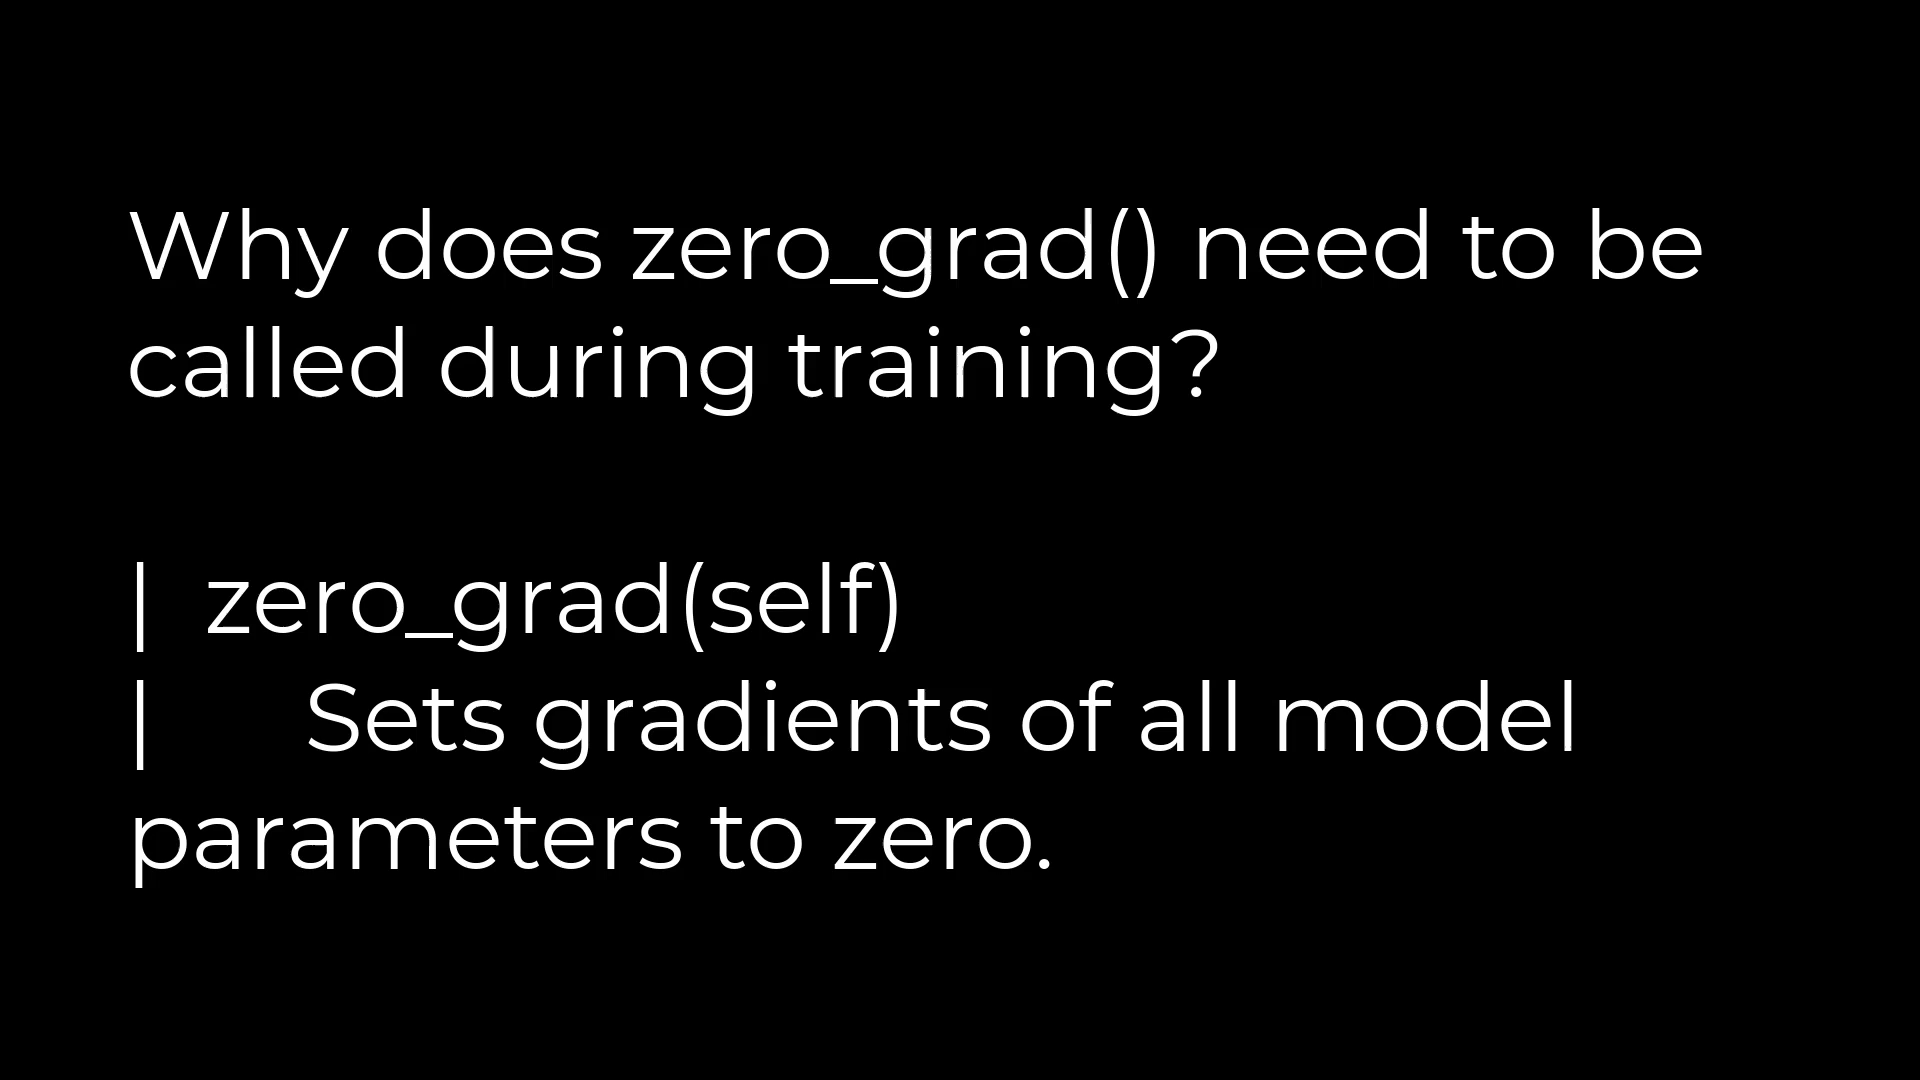 Why does zero_grad() need to be
called during training?
|  zero_grad(self)
|      Sets gradients of all model
parameters to zero.